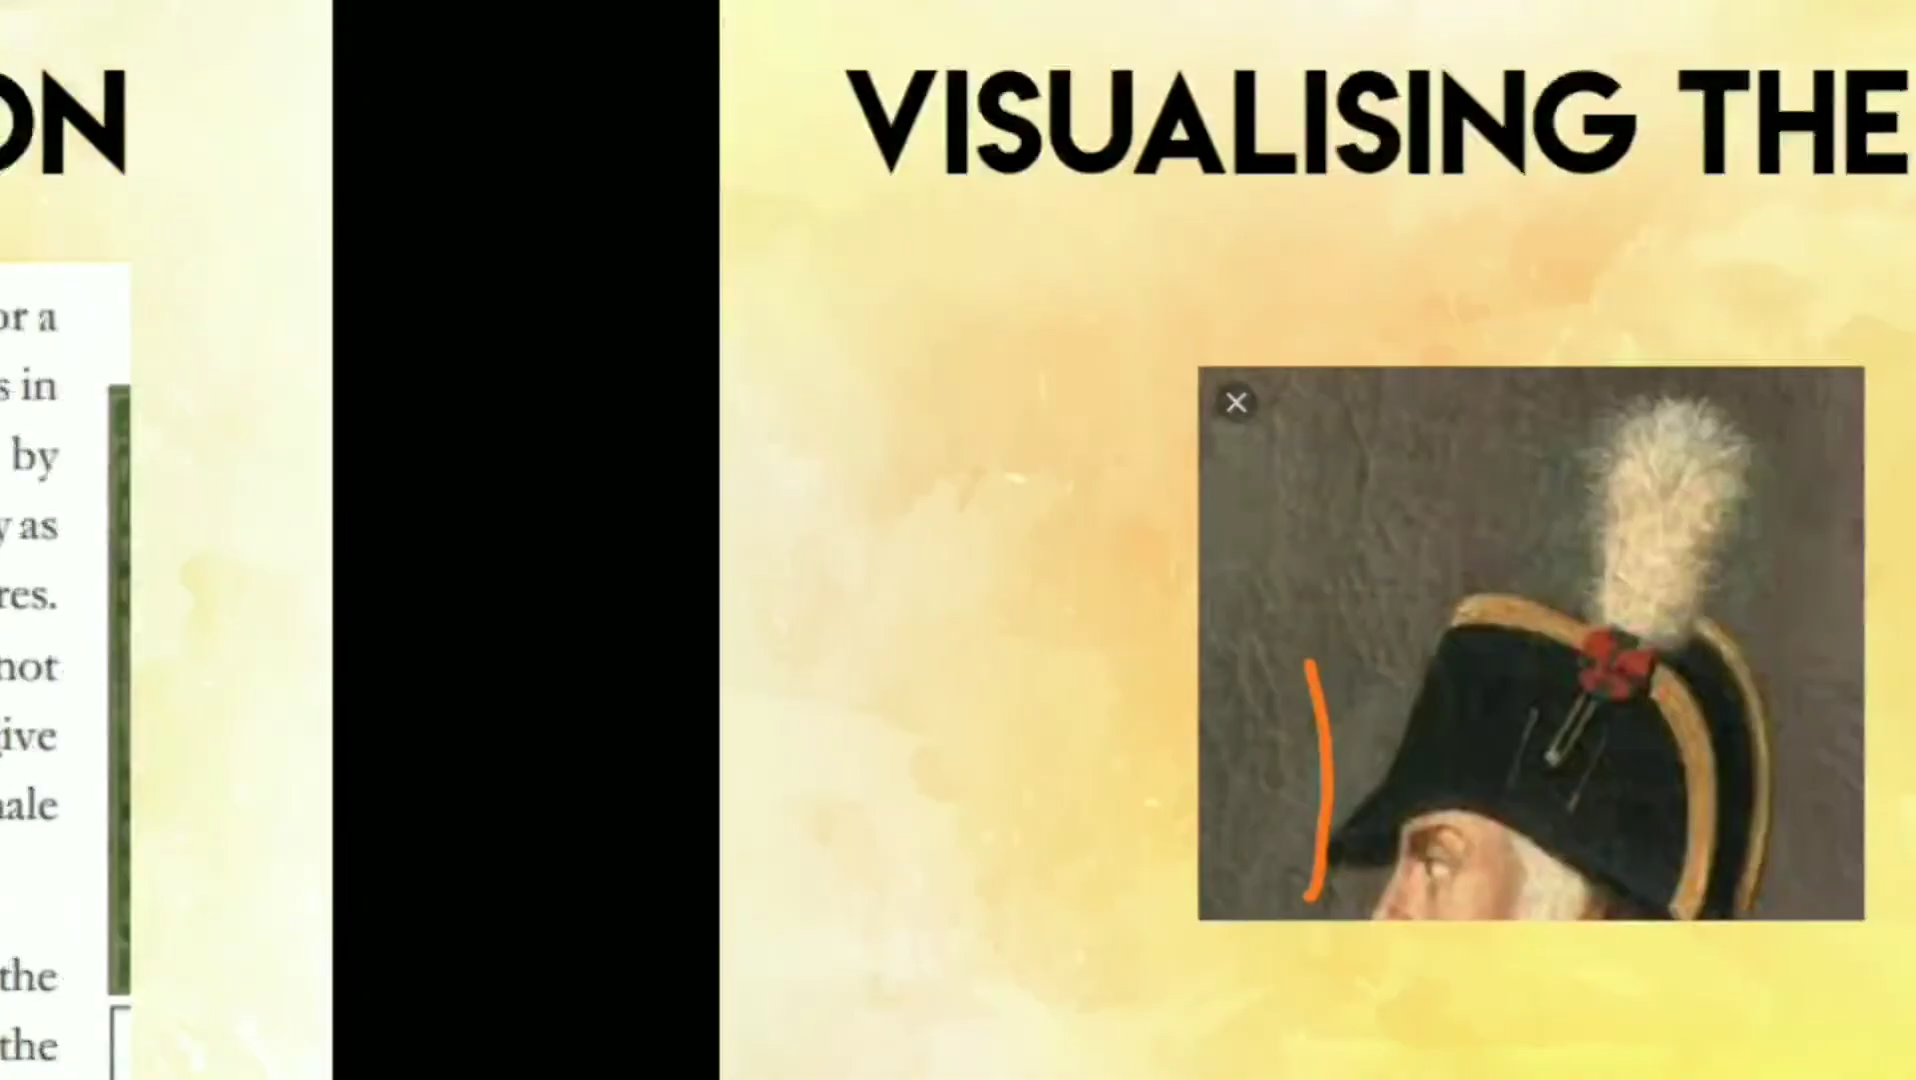 ON
or a
s in
by
y as
res.
not
give
nale
the
the
VISUALISING THE